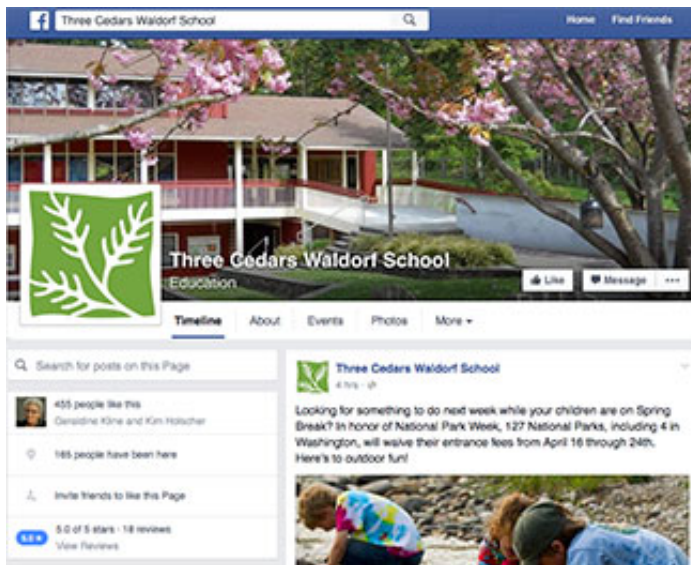 Three Cedars Waldorf School
Home Find Friends
Three Cedars Waldorf School
Education
Like Message
Timeline About Events Photos More
Search for posts on this Page
455 people like this
Geraldine Kline and Kim Holscher
165 people have been here
Invite friends to like this Page
5.0 of 5 stars · 18 reviews
View Reviews
Three Cedars Waldorf School
4 hrs ·
Looking for something to do next week while your children are on Spring
Break? In honor of National Park Week, 127 National Parks, including 4 in
Washington, will waive their entrance fees from April 16 through 24th.
Here's to outdoor fun!